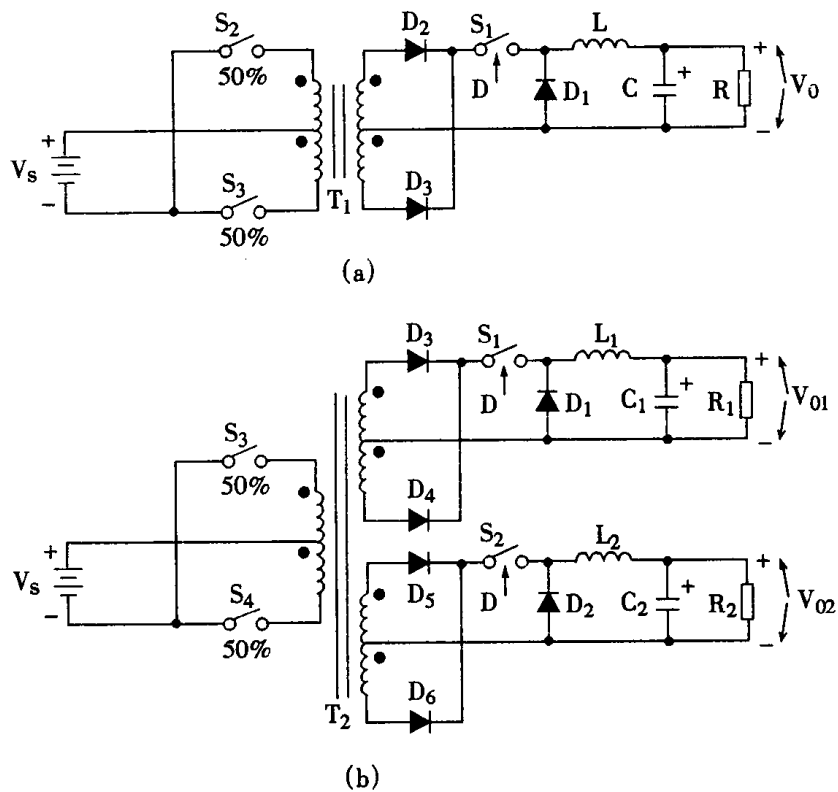 S2 D2 S1 L
50% D D1 C + R + VO −
+ VS −
S3 T1 D3
50%
(a)
D3 S1 L1
D D1 C1 + R1 + V01 −
S3
50% D4
S2 L2
+ VS − D5 D D2 C2 + R2 + V02 −
S4
50% T2 D6
(b)